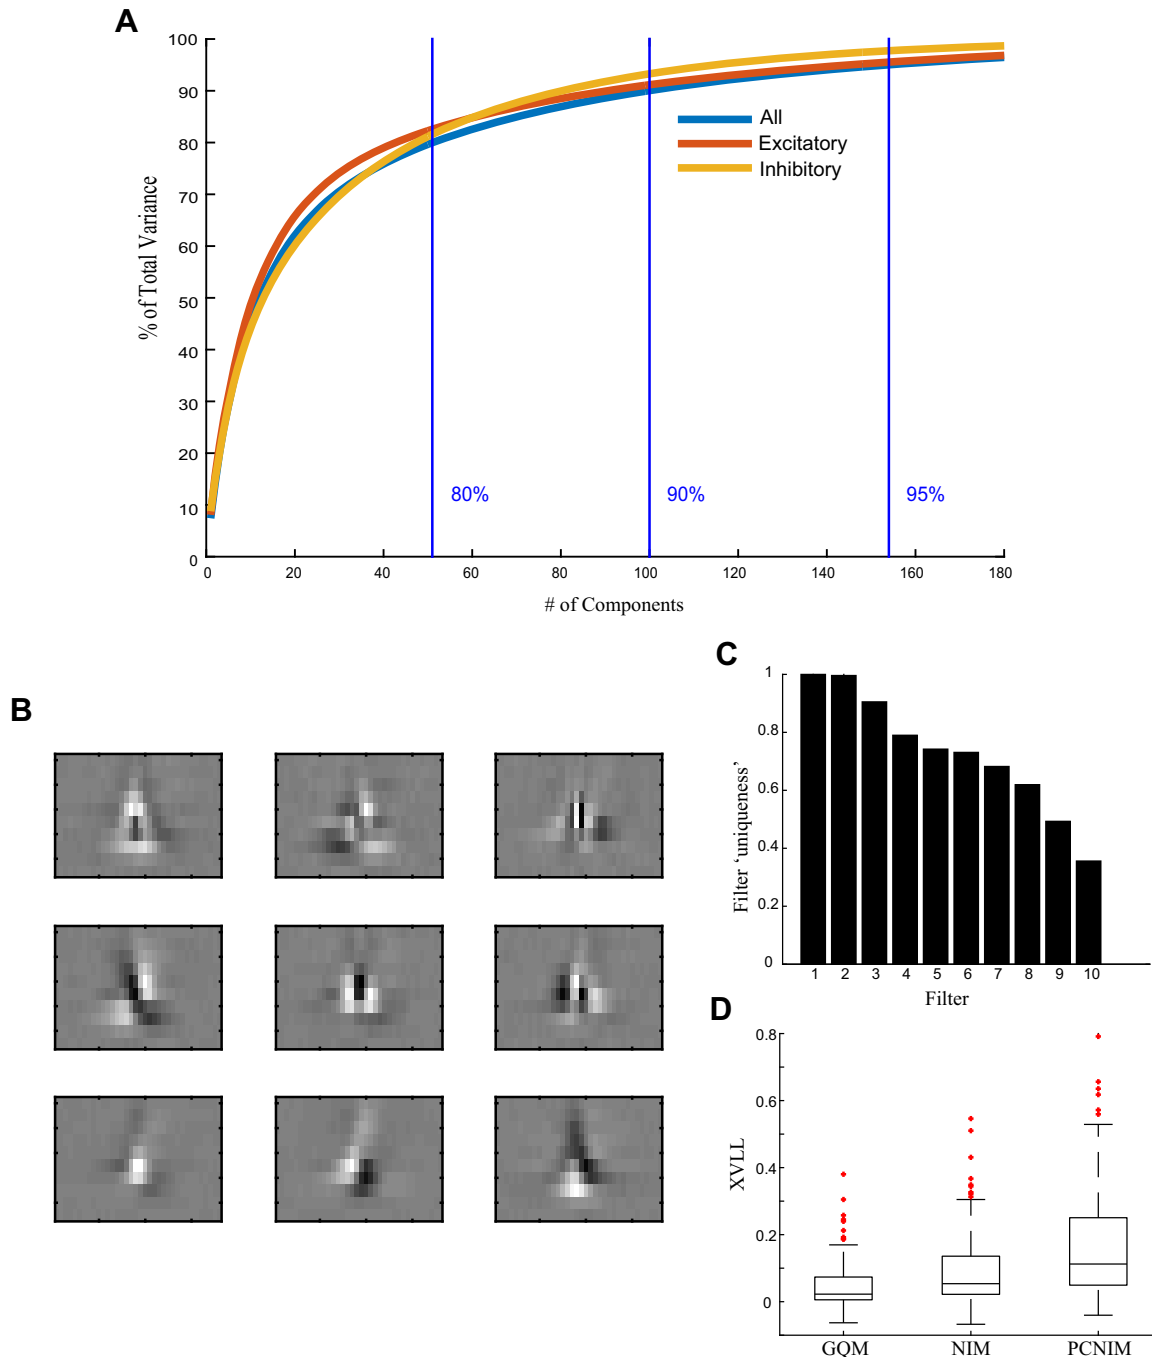 A
100
90
80
70
60
50
40
30
20
10
0
% of Total Variance
All
Excitatory
Inhibitory
80%
90%
95%
0 20 40 60 80 100 120 140 160 180
# of Components
B
C
1
0.8
0.6
0.4
0.2
0
Filter ‘uniqueness’
1 2 3 4 5 6 7 8 9 10
Filter
D
0.8
0.6
0.4
0.2
0
XVLL
GQM NIM PCNIM